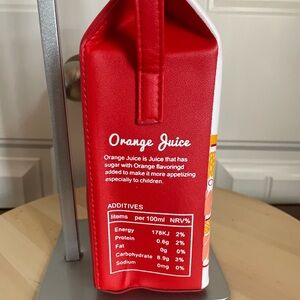 Orange Juice
Orange Juice is Juice that has
sugar with Orange flavoringd
added to make it more appetizing
especially to children.
ADDITIVES
Items per 100ml NRV%
Energy 178KJ 2%
Protein 0.6g 2%
Fat 0g 0%
Carbohydrate 8.9g 3%
Sodium 0mg 0%